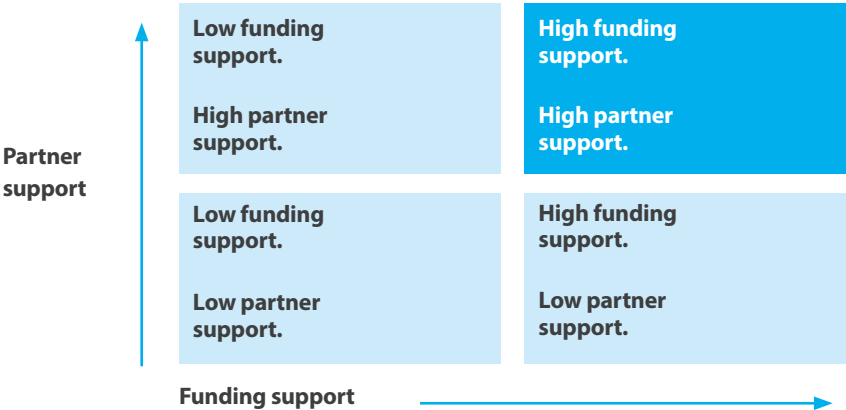 Low funding
support.
High partner
support.
High funding
support.
High partner
support.
Partner
support
Low funding
support.
Low partner
support.
High funding
support.
Low partner
support.
Funding support